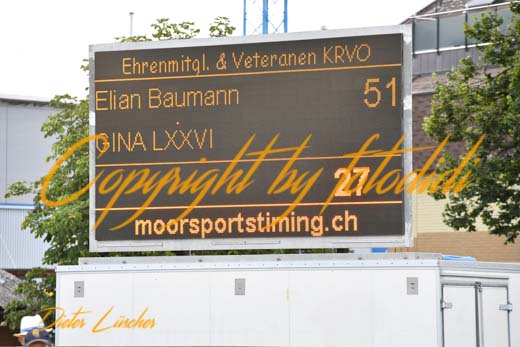 Ehrenmitgl. & Veteranen KRVO
Elian Baumann 51
GINA LXXVI
Copyright by fotodidi
27
moorsportstiming.ch
Dieter Lüscher